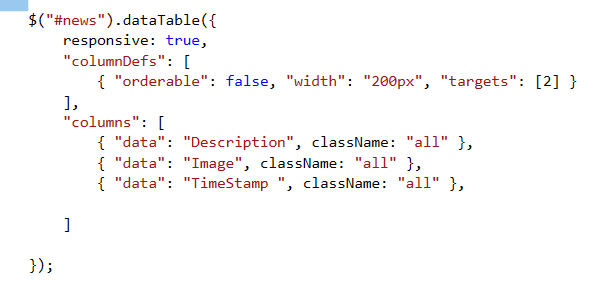 $("#news").dataTable({
responsive: true,
"columnDefs": [
{ "orderable": false, "width": "200px", "targets": [2] }
],
"columns": [
{ "data": "Description", className: "all" },
{ "data": "Image", className: "all" },
{ "data": "TimeStamp ", className: "all" },
]
});